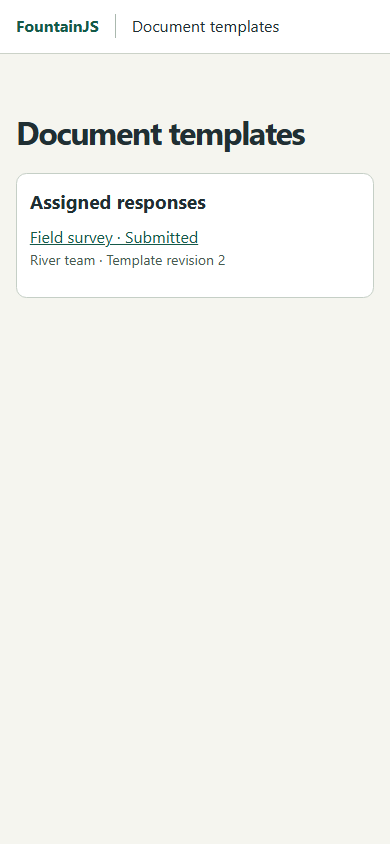 FountainJS
Document templates
Document templates
Assigned responses
Field survey · Submitted
River team · Template revision 2